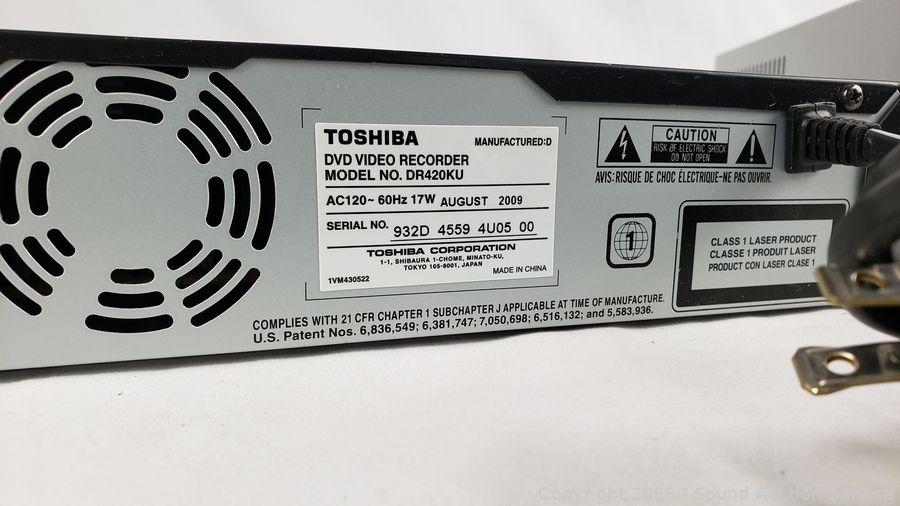 TOSHIBA
MANUFACTURED:D
DVD VIDEO RECORDER
MODEL NO. DR420KU
AC120~ 60Hz 17W AUGUST 2009
SERIAL NO. 932D 4559 4U05 00
TOSHIBA CORPORATION
1-1, SHIBAURA 1-CHOME, MINATO-KU,
TOKYO 105-8001, JAPAN
1VM430522
MADE IN CHINA
CAUTION
RISK OF ELECTRIC SHOCK
DO NOT OPEN
AVIS: RISQUE DE CHOC ÉLECTRIQUE-NE PAS OUVRIR.
1
CLASS 1 LASER PRODUCT
CLASSE 1 PRODUIT LASER
PRODUCT CON LASER CLASE 1
COMPLIES WITH 21 CFR CHAPTER 1 SUBCHAPTER J APPLICABLE AT TIME OF MANUFACTURE.
U.S. Patent Nos. 6,836,549; 6,381,747; 7,050,698; 6,516,132; and 5,583,936.
Copyright 2026 - Sound Auction Service